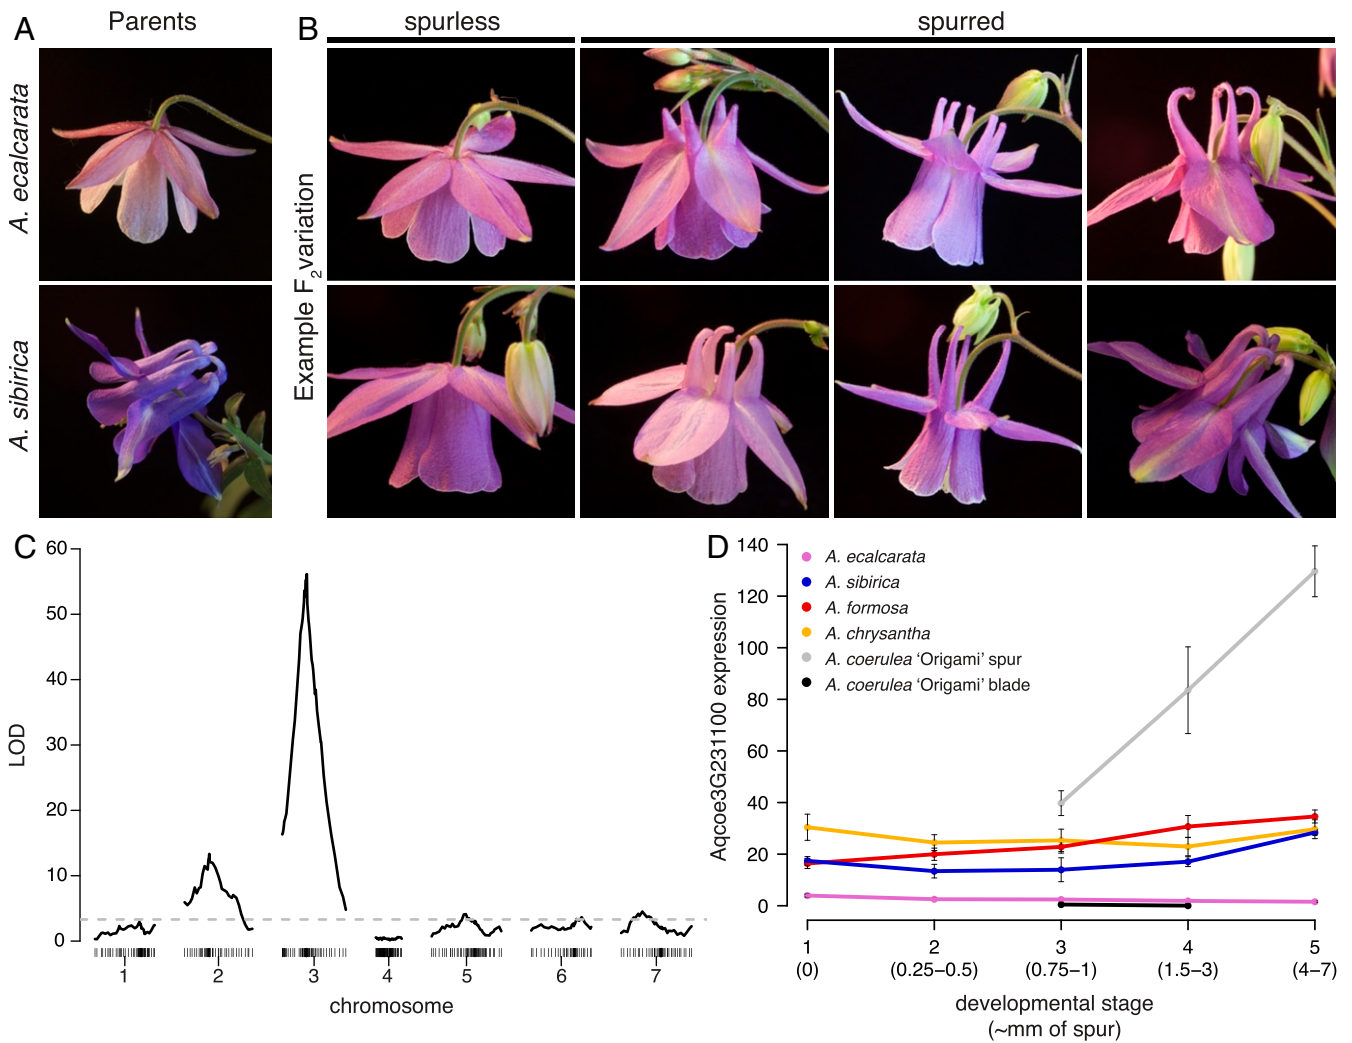 A
Parents
B
spurless
spurred
A. ecalcarata
A. sibirica
Example F2 variation
C
60
50
40
30
20
10
0
LOD
1
2
3
4
5
6
7
chromosome
D
140
120
100
80
60
40
20
0
Aqcoe3G231100 expression
A. ecalcarata
A. sibirica
A. formosa
A. chrysantha
A. coerulea ‘Origami’ spur
A. coerulea ‘Origami’ blade
1 2 3 4 5
(0) (0.25–0.5) (0.75–1) (1.5–3) (4–7)
developmental stage
(~mm of spur)